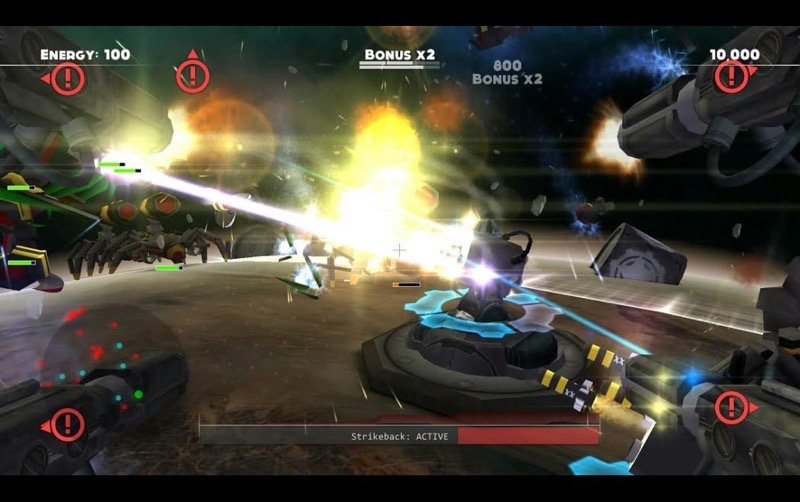 ENERGY: 100
BONUS X2
10,000
800
BONUS X2
Strikeback: ACTIVE